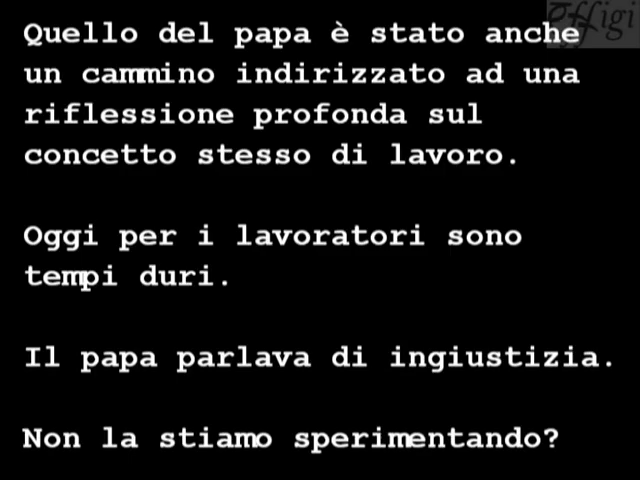 Effigi
Quello del papa è stato anche
un cammino indirizzato ad una
riflessione profonda sul
concetto stesso di lavoro.
Oggi per i lavoratori sono
tempi duri.
Il papa parlava di ingiustizia.
Non la stiamo sperimentando?